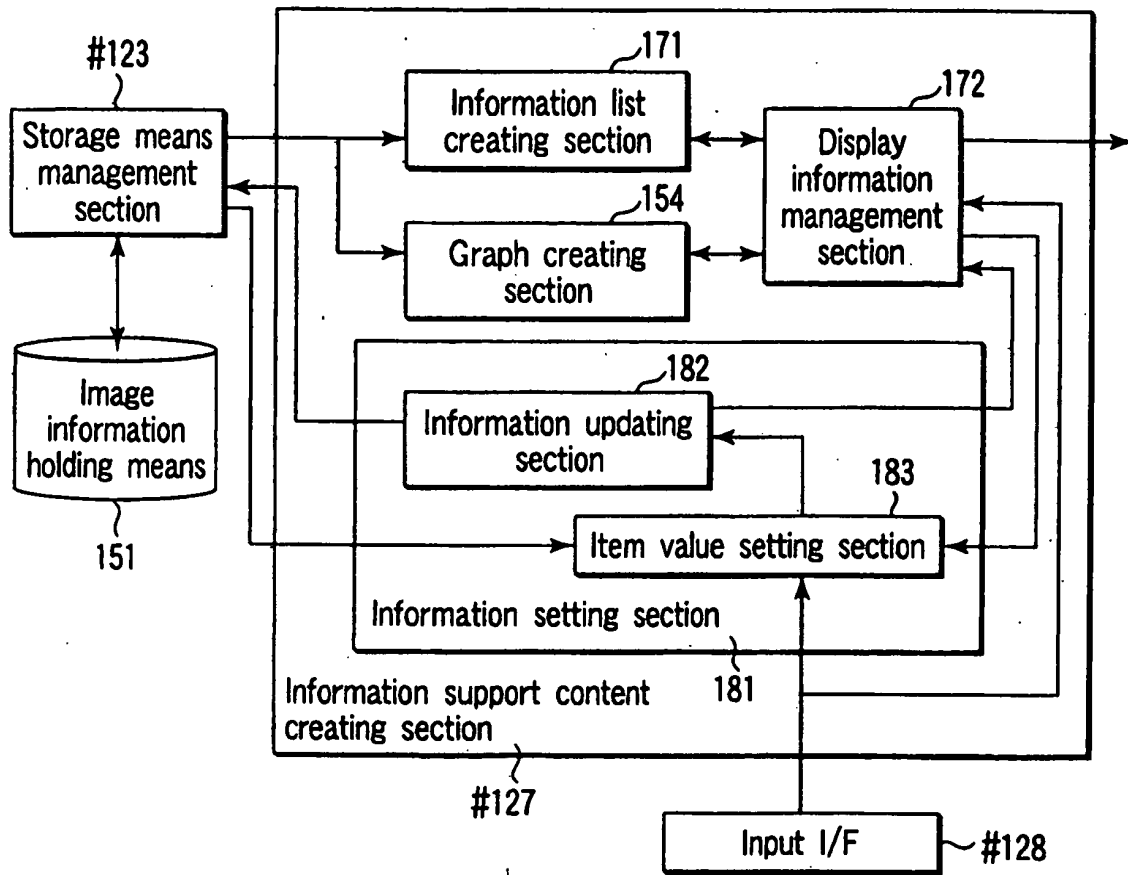 #123
Storage means
management
section
171
Information list
creating section
172
Display
information
management
section
154
Graph creating
section
Image
information
holding means
151
182
Information updating
section
183
Item value setting section
Information setting section
181
Information support content
creating section
#127
Input I/F
#128